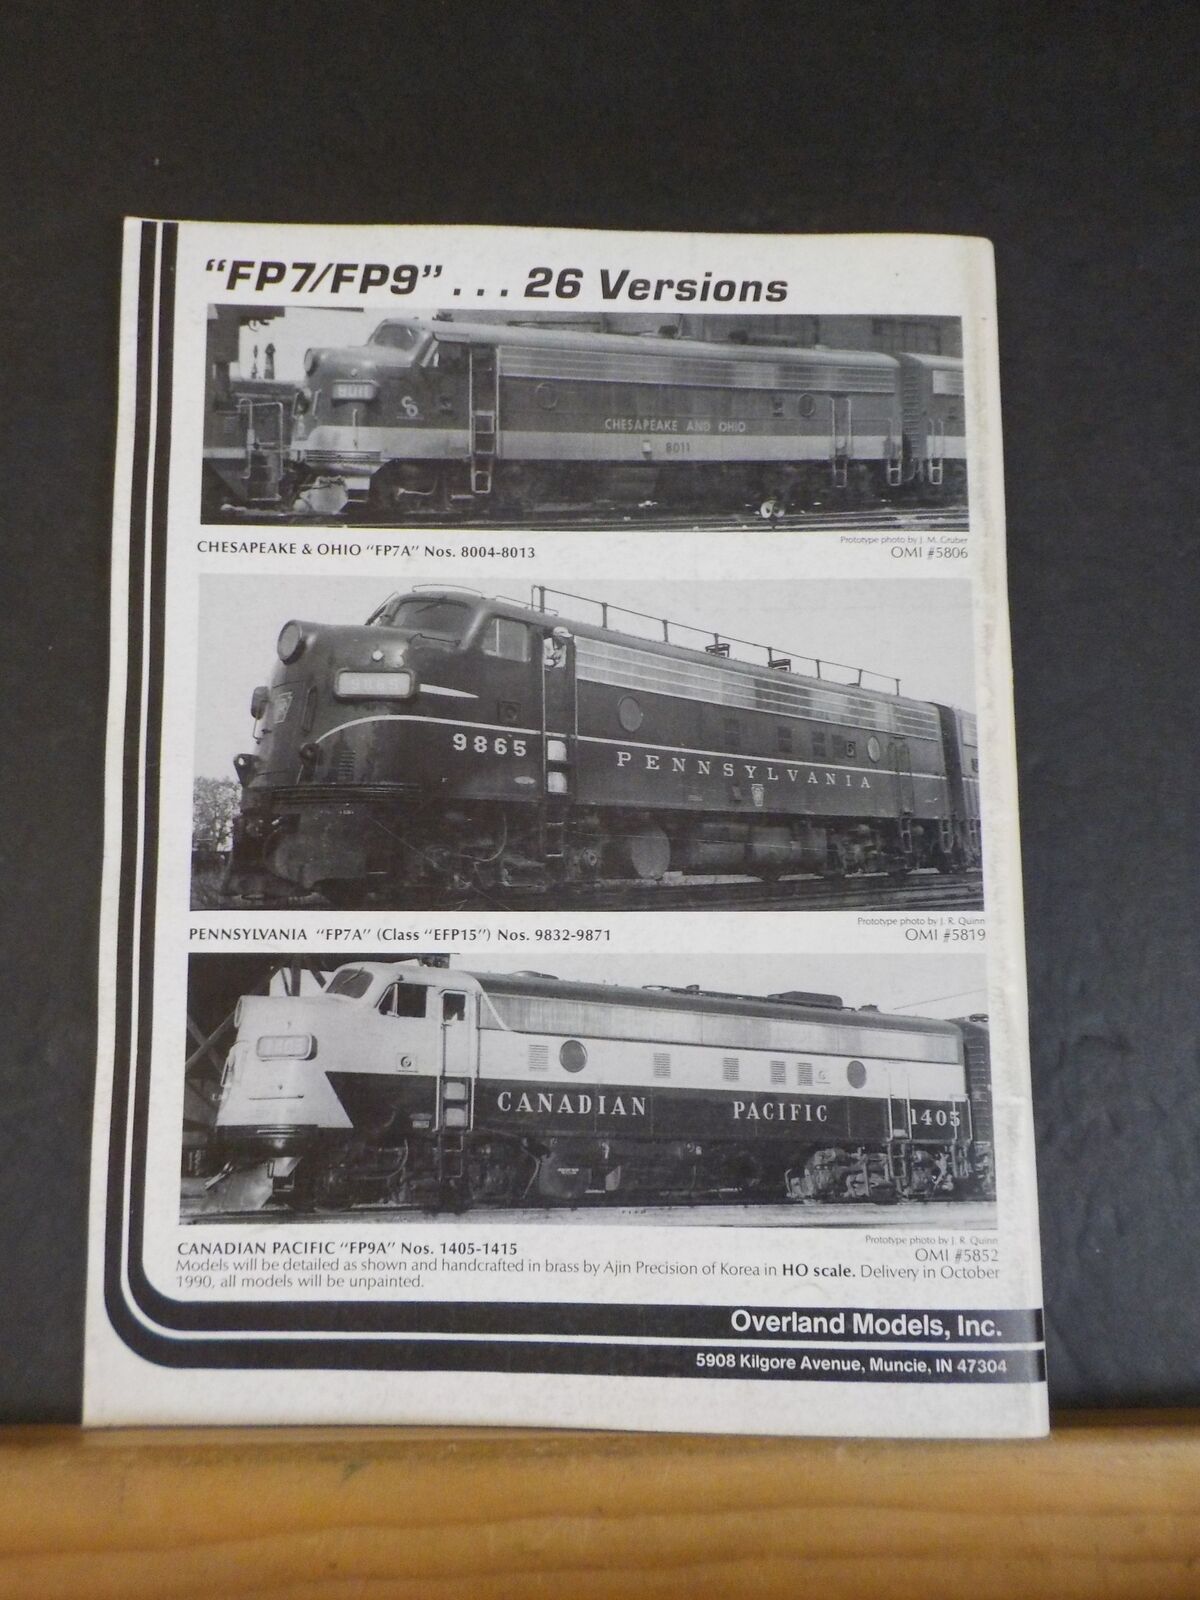 "FP7/FP9" ... 26 Versions
8011
C&O
CHESAPEAKE AND OHIO
8011
Prototype photo by J. M. Gruber
CHESAPEAKE & OHIO "FP7A" Nos. 8004-8013
OMI #5806
9865
PENNSYLVANIA
Prototype photo by J. R. Quinn
PENNSYLVANIA "FP7A" (Class "EFP15") Nos. 9832-9871
OMI #5819
CANADIAN PACIFIC 1405
Prototype photo by J. R. Quinn
CANADIAN PACIFIC "FP9A" Nos. 1405-1415
OMI #5852
Models will be detailed as shown and handcrafted in brass by Ajin Precision of Korea in HO scale. Delivery in October
1990, all models will be unpainted.
Overland Models, Inc.
5908 Kilgore Avenue, Muncie, IN 47304